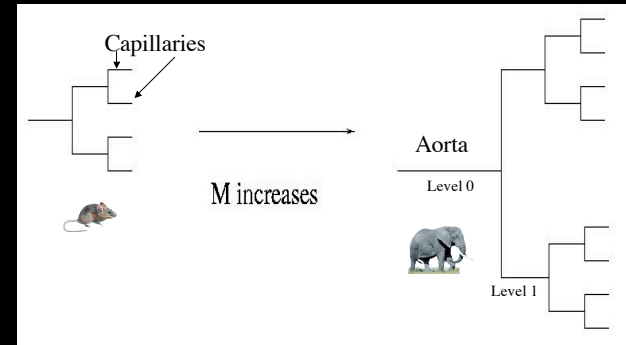 Capillaries
M increases
Aorta
Level 0
Level 1